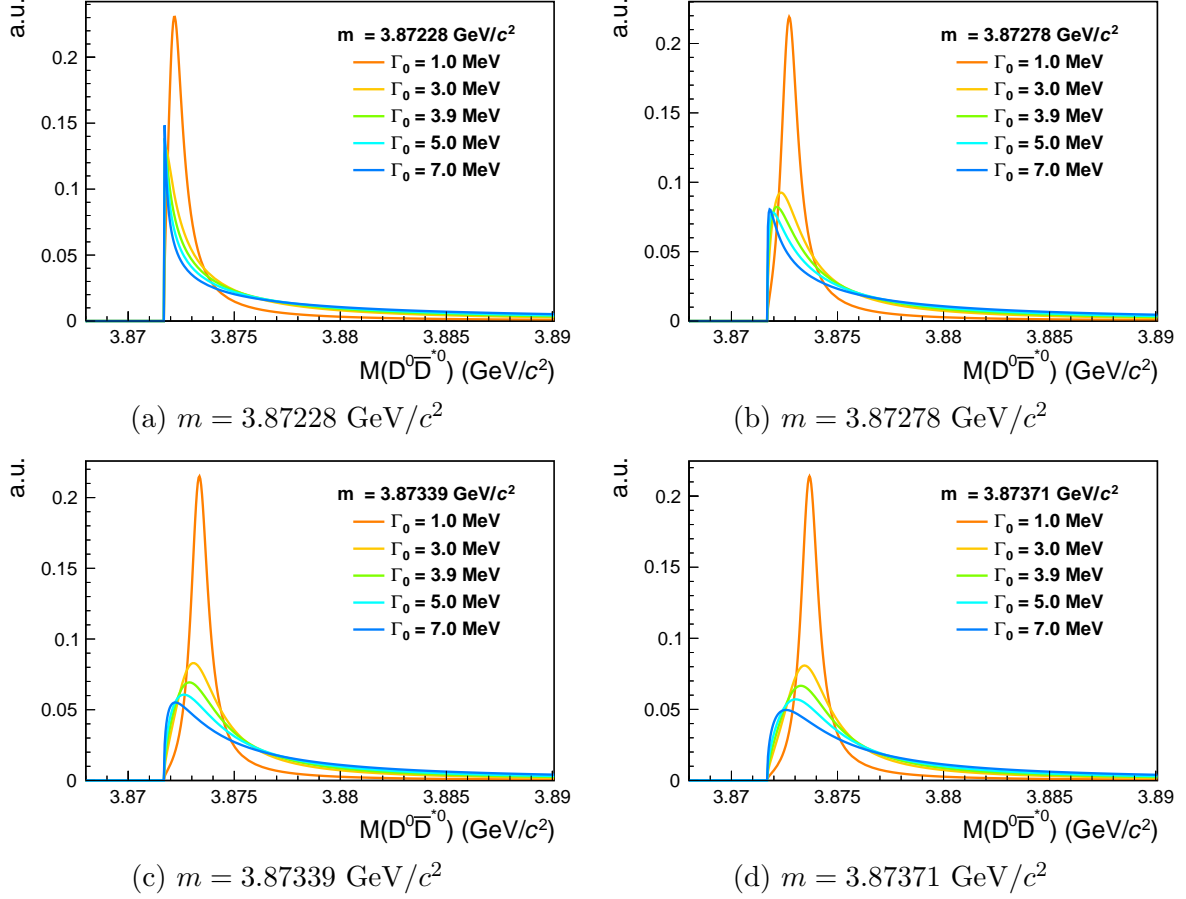 a.u.
m = 3.87228 GeV/c²
Γ₀ = 1.0 MeV
Γ₀ = 3.0 MeV
Γ₀ = 3.9 MeV
Γ₀ = 5.0 MeV
Γ₀ = 7.0 MeV
0.2
0.15
0.1
0.05
0
3.87 3.875 3.88 3.885 3.89
M(D⁰D̅*⁰) (GeV/c²)
(a) m = 3.87228 GeV/c²
a.u.
m = 3.87278 GeV/c²
Γ₀ = 1.0 MeV
Γ₀ = 3.0 MeV
Γ₀ = 3.9 MeV
Γ₀ = 5.0 MeV
Γ₀ = 7.0 MeV
0.2
0.15
0.1
0.05
0
3.87 3.875 3.88 3.885 3.89
M(D⁰D̅*⁰) (GeV/c²)
(b) m = 3.87278 GeV/c²
a.u.
m = 3.87339 GeV/c²
Γ₀ = 1.0 MeV
Γ₀ = 3.0 MeV
Γ₀ = 3.9 MeV
Γ₀ = 5.0 MeV
Γ₀ = 7.0 MeV
0.2
0.15
0.1
0.05
0
3.87 3.875 3.88 3.885 3.89
M(D⁰D̅*⁰) (GeV/c²)
(c) m = 3.87339 GeV/c²
a.u.
m = 3.87371 GeV/c²
Γ₀ = 1.0 MeV
Γ₀ = 3.0 MeV
Γ₀ = 3.9 MeV
Γ₀ = 5.0 MeV
Γ₀ = 7.0 MeV
0.2
0.15
0.1
0.05
0
3.87 3.875 3.88 3.885 3.89
M(D⁰D̅*⁰) (GeV/c²)
(d) m = 3.87371 GeV/c²